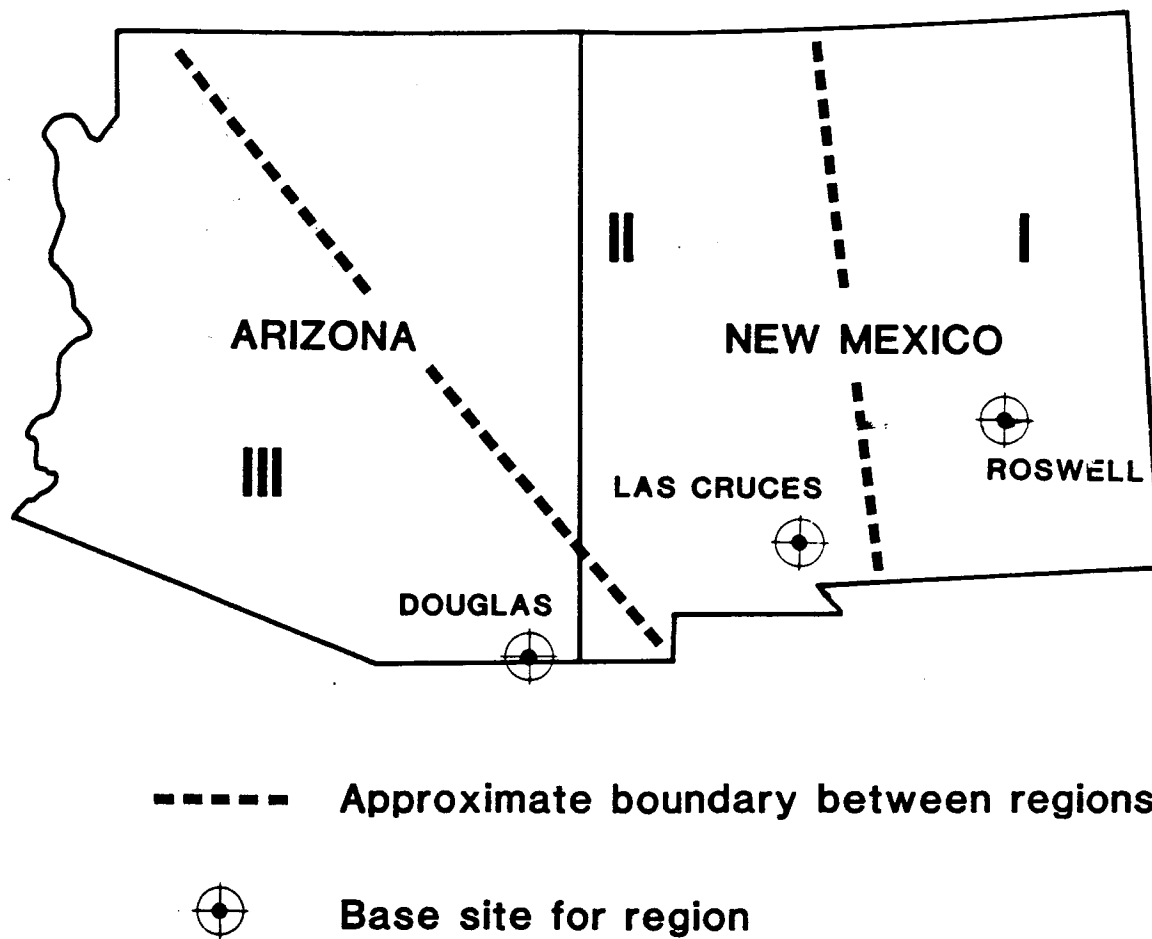 II
I
ARIZONA
NEW MEXICO
III
LAS CRUCES
ROSWELL
DOUGLAS
Approximate boundary between regions
Base site for region